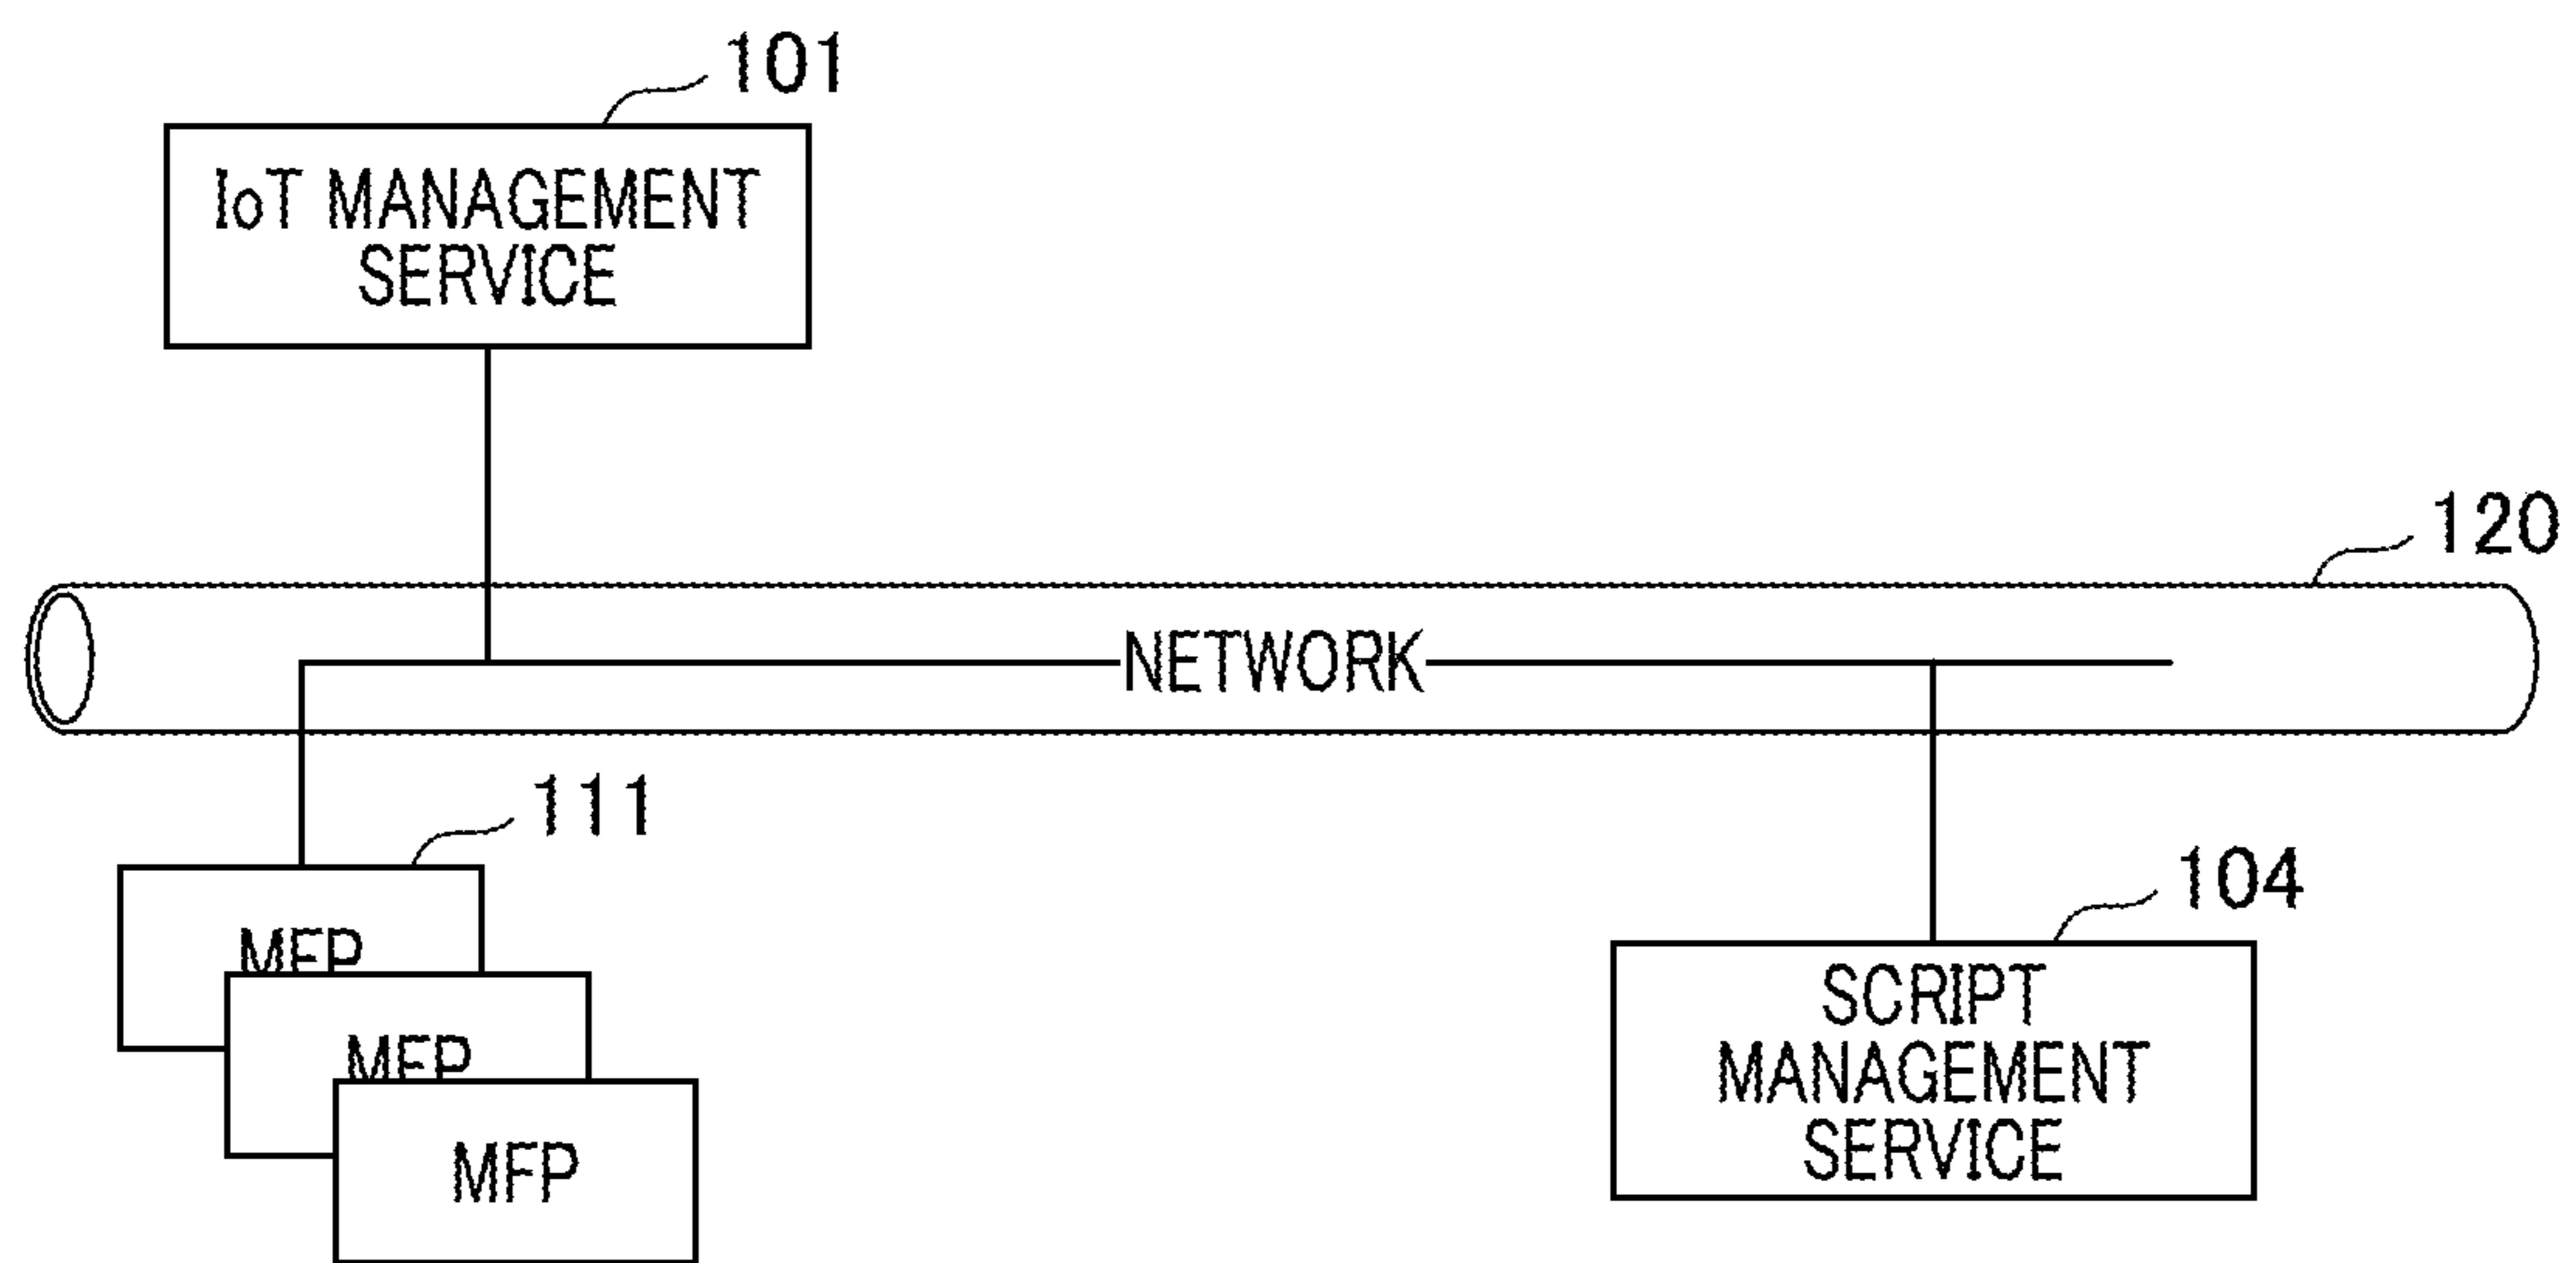 101
IoT MANAGEMENT
SERVICE
120
NETWORK
111
MFP
MFP
MFP
104
SCRIPT
MANAGEMENT
SERVICE